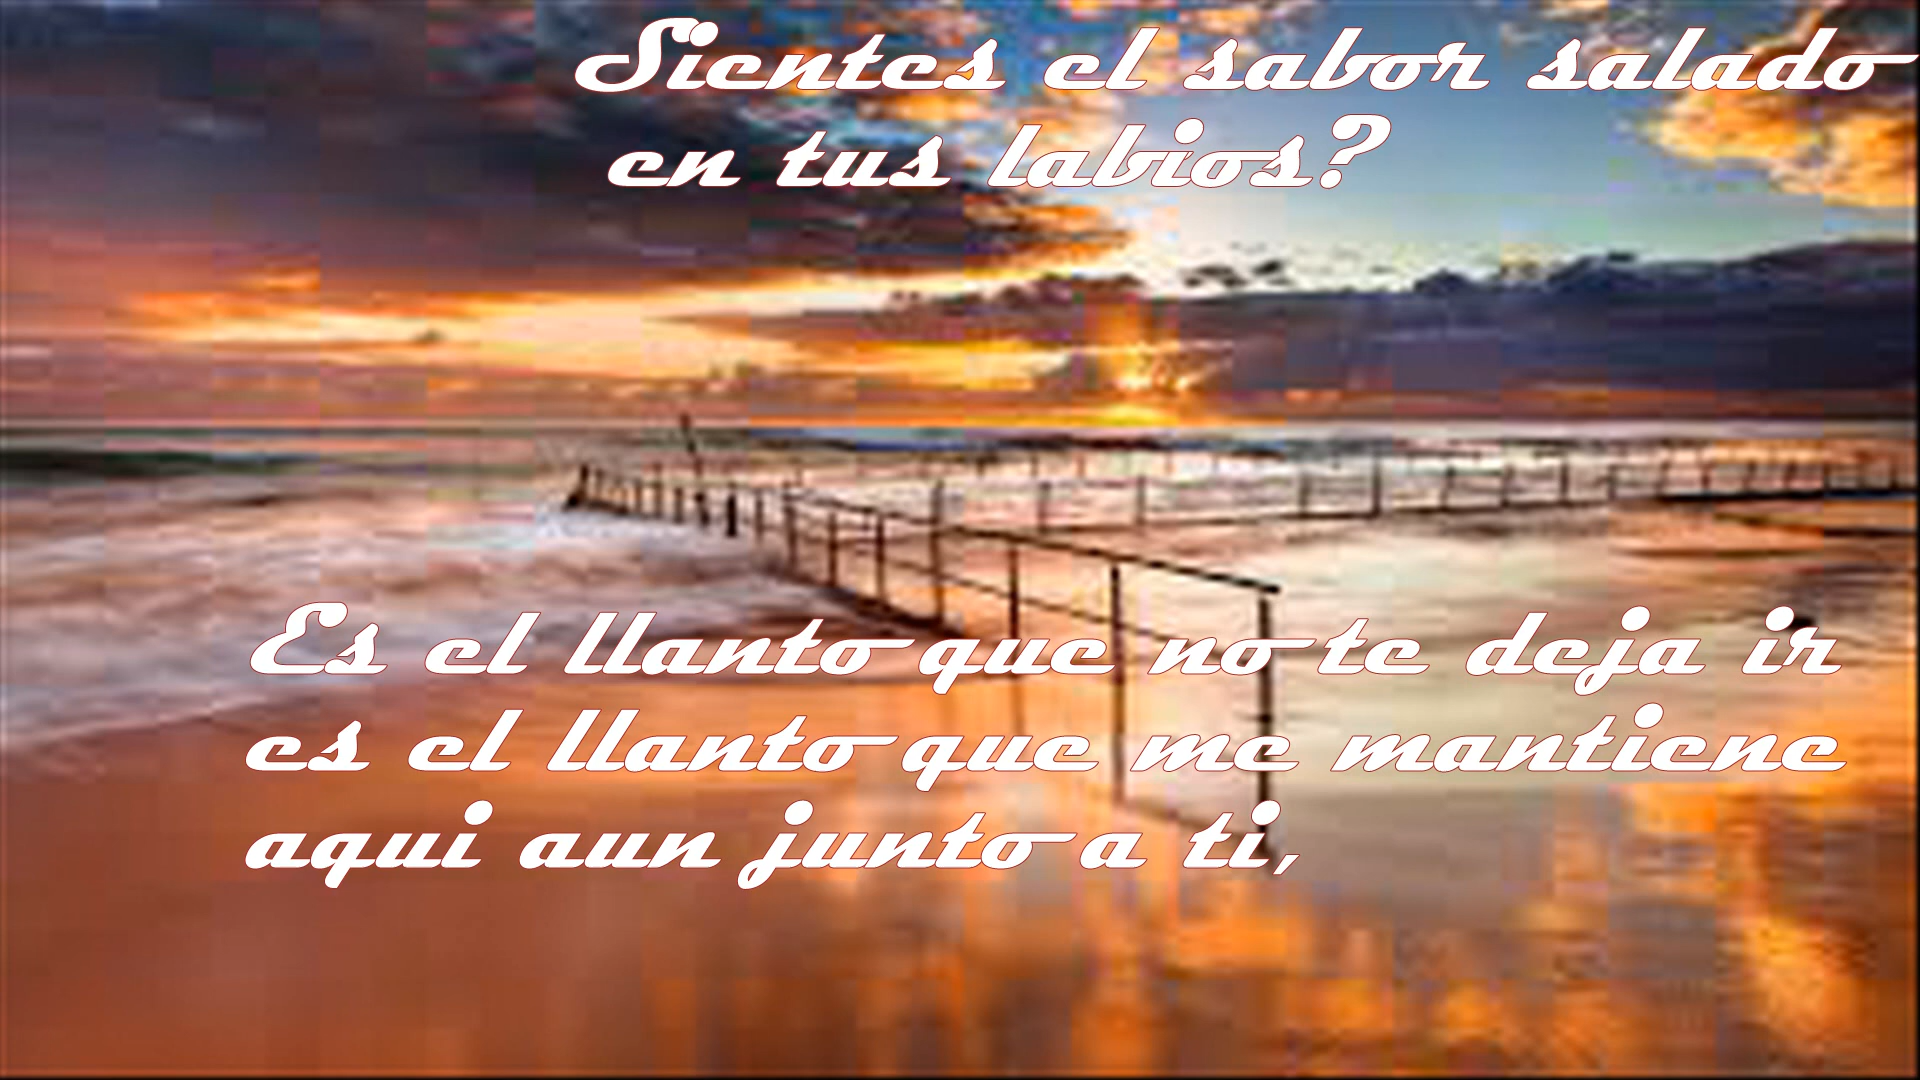 Sientes el sabor salado
en tus labios?
Es el llanto que no te deja ir
es el llanto que me mantiene
aqui aun junto a ti,